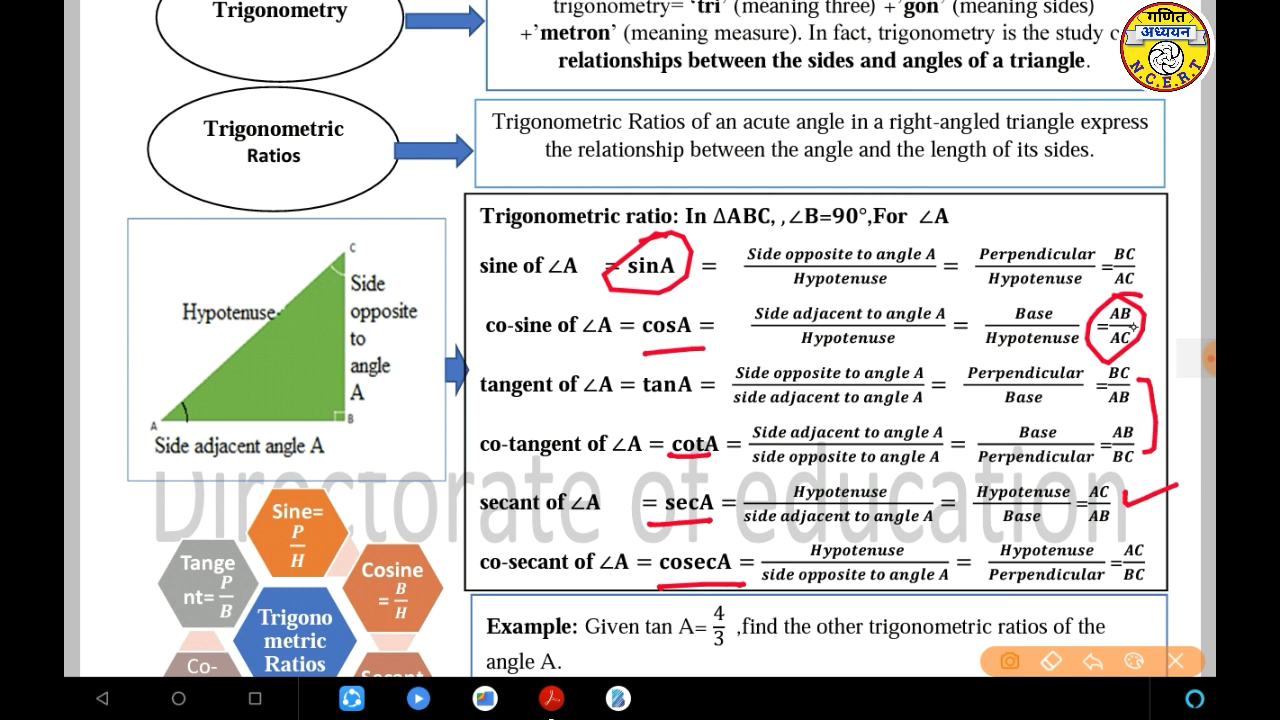 Trigonometry
trigonometry= ‘tri’ (meaning three) +’gon’ (meaning sides)
+’metron’ (meaning measure). In fact, trigonometry is the study
relationships between the sides and angles of a triangle.
गणित
अध्ययन
N.C.E.R.T
Trigonometric
Ratios
Trigonometric Ratios of an acute angle in a right-angled triangle express
the relationship between the angle and the length of its sides.
Trigonometric ratio: In ΔABC, ,∠B=90°,For ∠A
sine of ∠A = sinA = Side opposite to angle A / Hypotenuse = Perpendicular / Hypotenuse = BC / AC
co-sine of ∠A = cosA = Side adjacent to angle A / Hypotenuse = Base / Hypotenuse = AB / AC
tangent of ∠A = tanA = Side opposite to angle A / side adjacent to angle A = Perpendicular / Base = BC / AB
co-tangent of ∠A = cotA = Side adjacent to angle A / side opposite to angle A = Base / Perpendicular = AB / BC
secant of ∠A = secA = Hypotenuse / side adjacent to angle A = Hypotenuse / Base = AC / AB
co-secant of ∠A = cosecA = Hypotenuse / side opposite to angle A = Hypotenuse / Perpendicular = AC / BC
C
Hypotenuse
Side
opposite
to
angle
A
A
B
Side adjacent angle A
Directorate of education
Sine=
P / H
Tange
nt= P / B
Cosine
= B / H
Trigono
metric
Ratios
Co-
Secant
Example: Given tan A= 4 / 3 ,find the other trigonometric ratios of the
angle A.